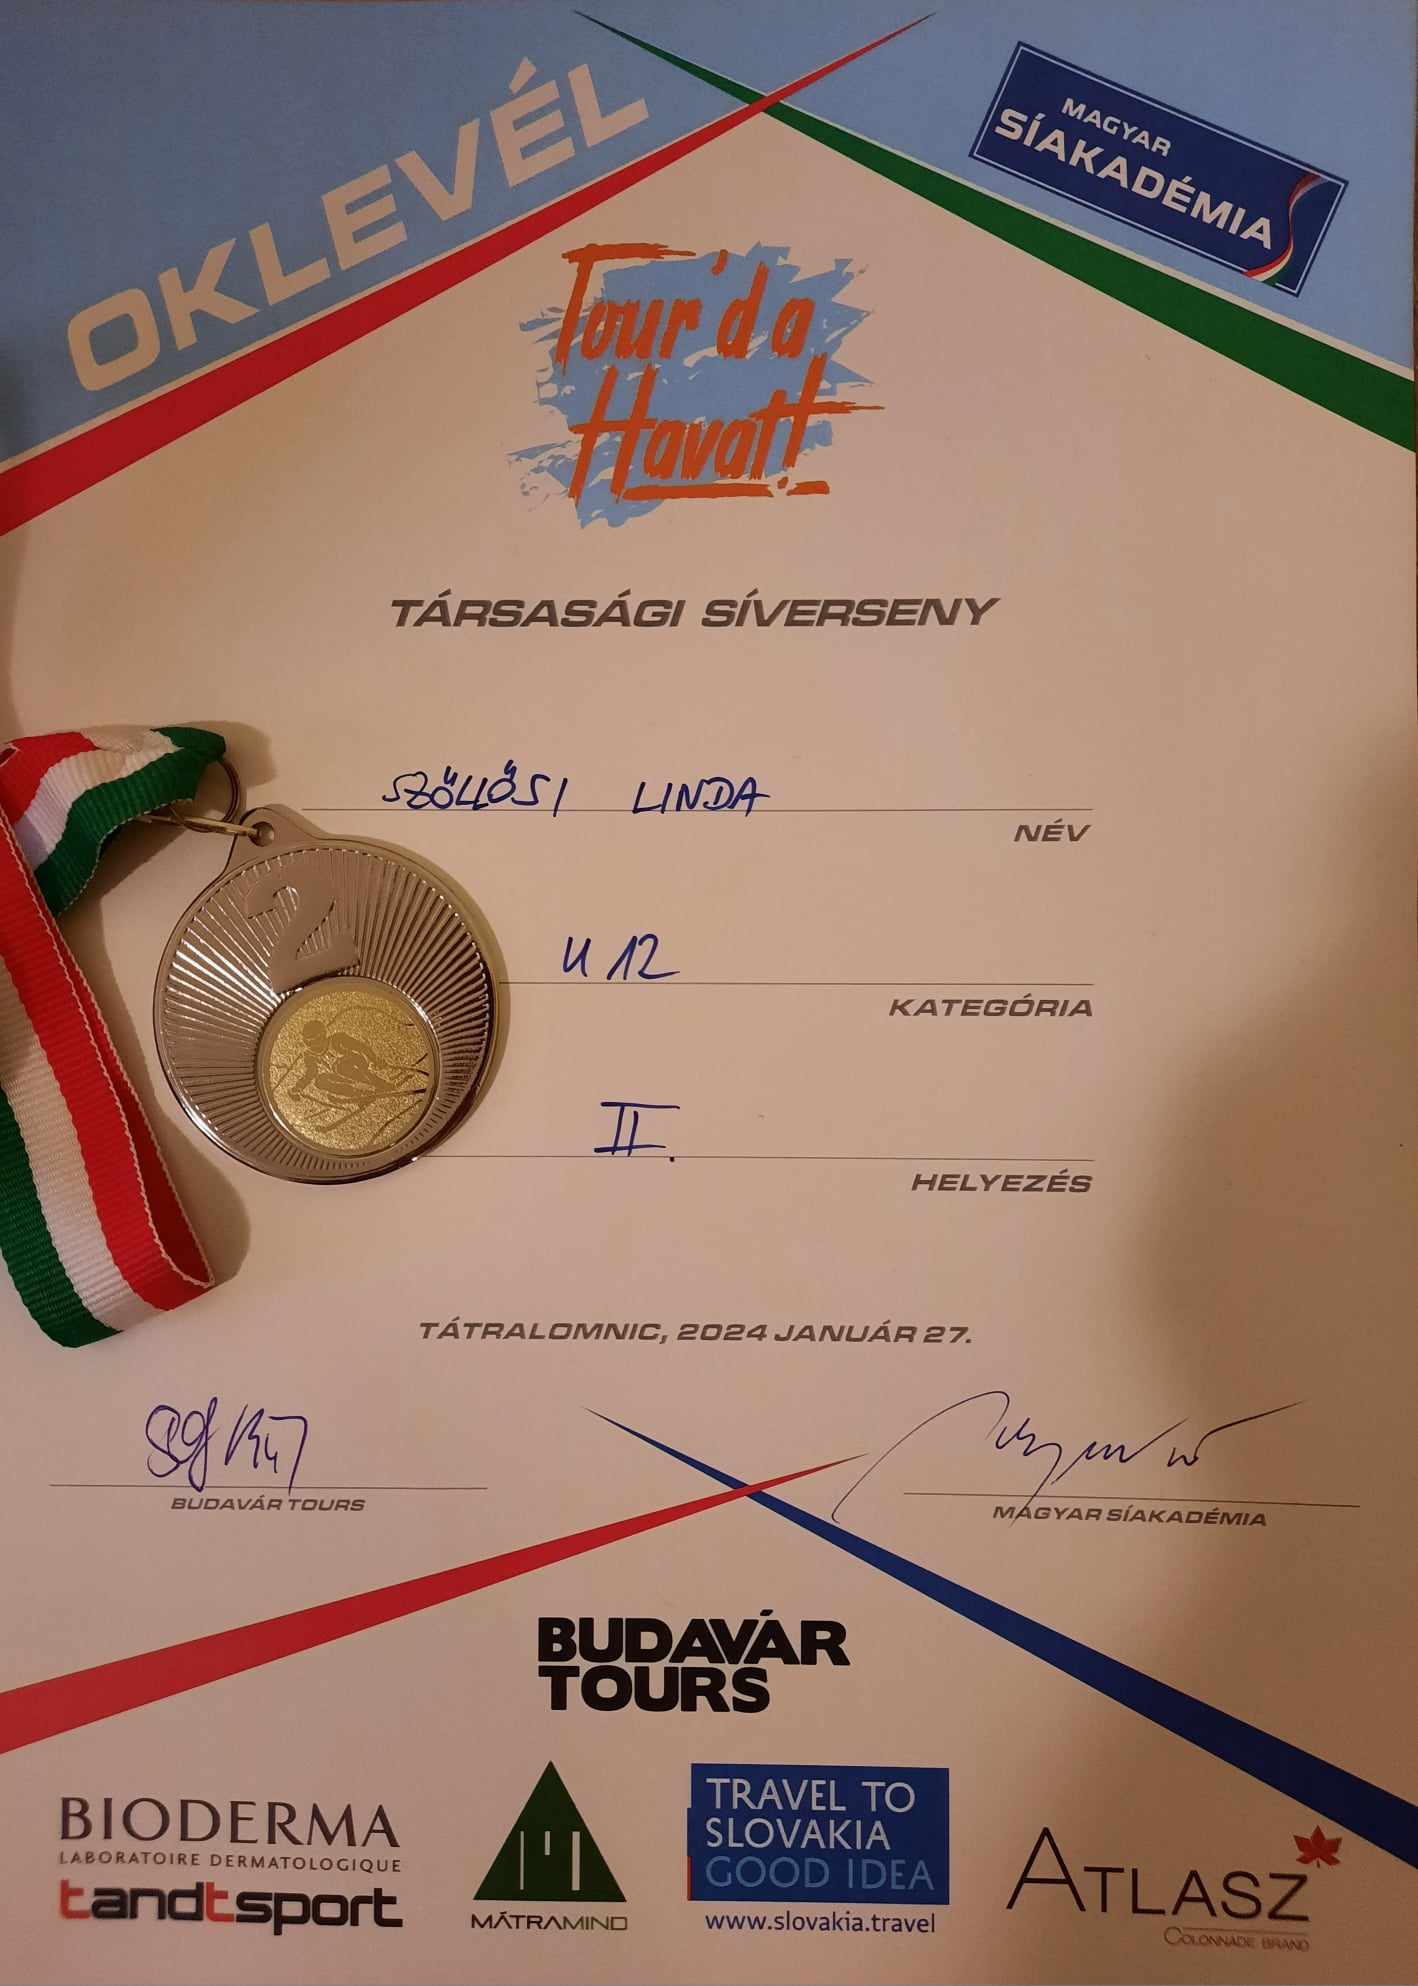 OKLEVÉL
MAGYAR
SÍAKADÉMIA
Tour'd a
Havat!
TÁRSASÁGI SÍVERSENY
SZŐLLŐSI LINDA
NÉV
2
U 12
KATEGÓRIA
II.
HELYEZÉS
TÁTRALOMNIC, 2024 JANUÁR 27.
BUDAVÁR TOURS
MAGYAR SÍAKADÉMIA
BUDAVÁR
TOURS
BIODERMA
LABORATOIRE DERMATOLOGIQUE
tandtsport
MÁTRAMIND
TRAVEL TO
SLOVAKIA
GOOD IDEA
www.slovakia.travel
ATLASZ
COLONNADE BRAND